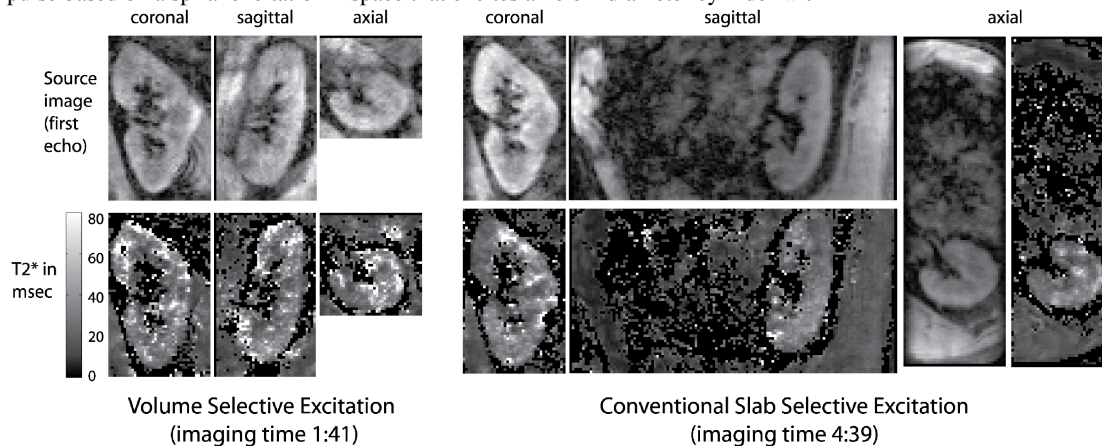 coronal sagittal axial
coronal sagittal axial
Source
image
(first
echo)
80
60
40
20
0
T2* in
msec
Volume Selective Excitation
(imaging time 1:41)
Conventional Slab Selective Excitation
(imaging time 4:39)